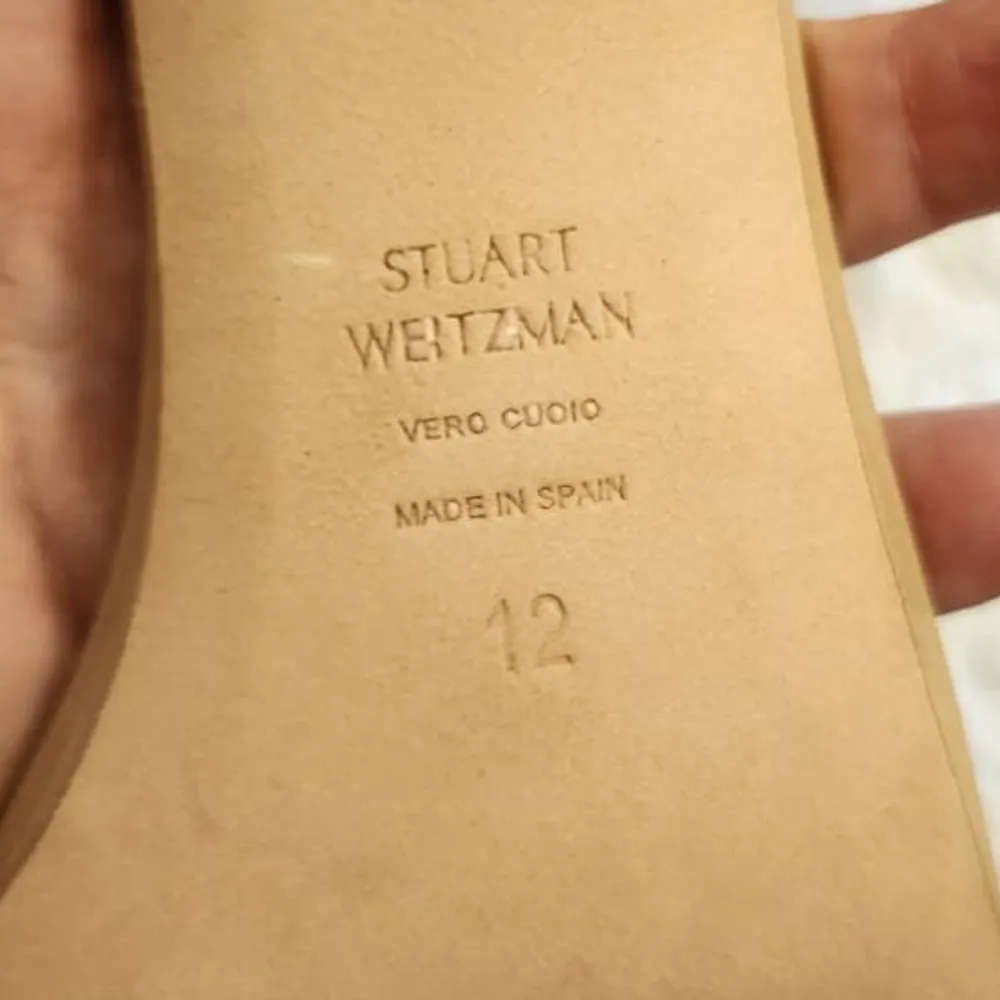 STUART
WEITZMAN
VERO CUOIO
MADE IN SPAIN
12